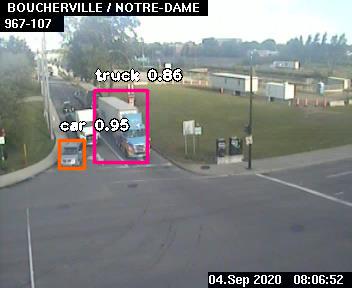 BOUCHERVILLE / NOTRE-DAME
967-107
truck 0.86
car 0.95
04.Sep 2020 08:06:52